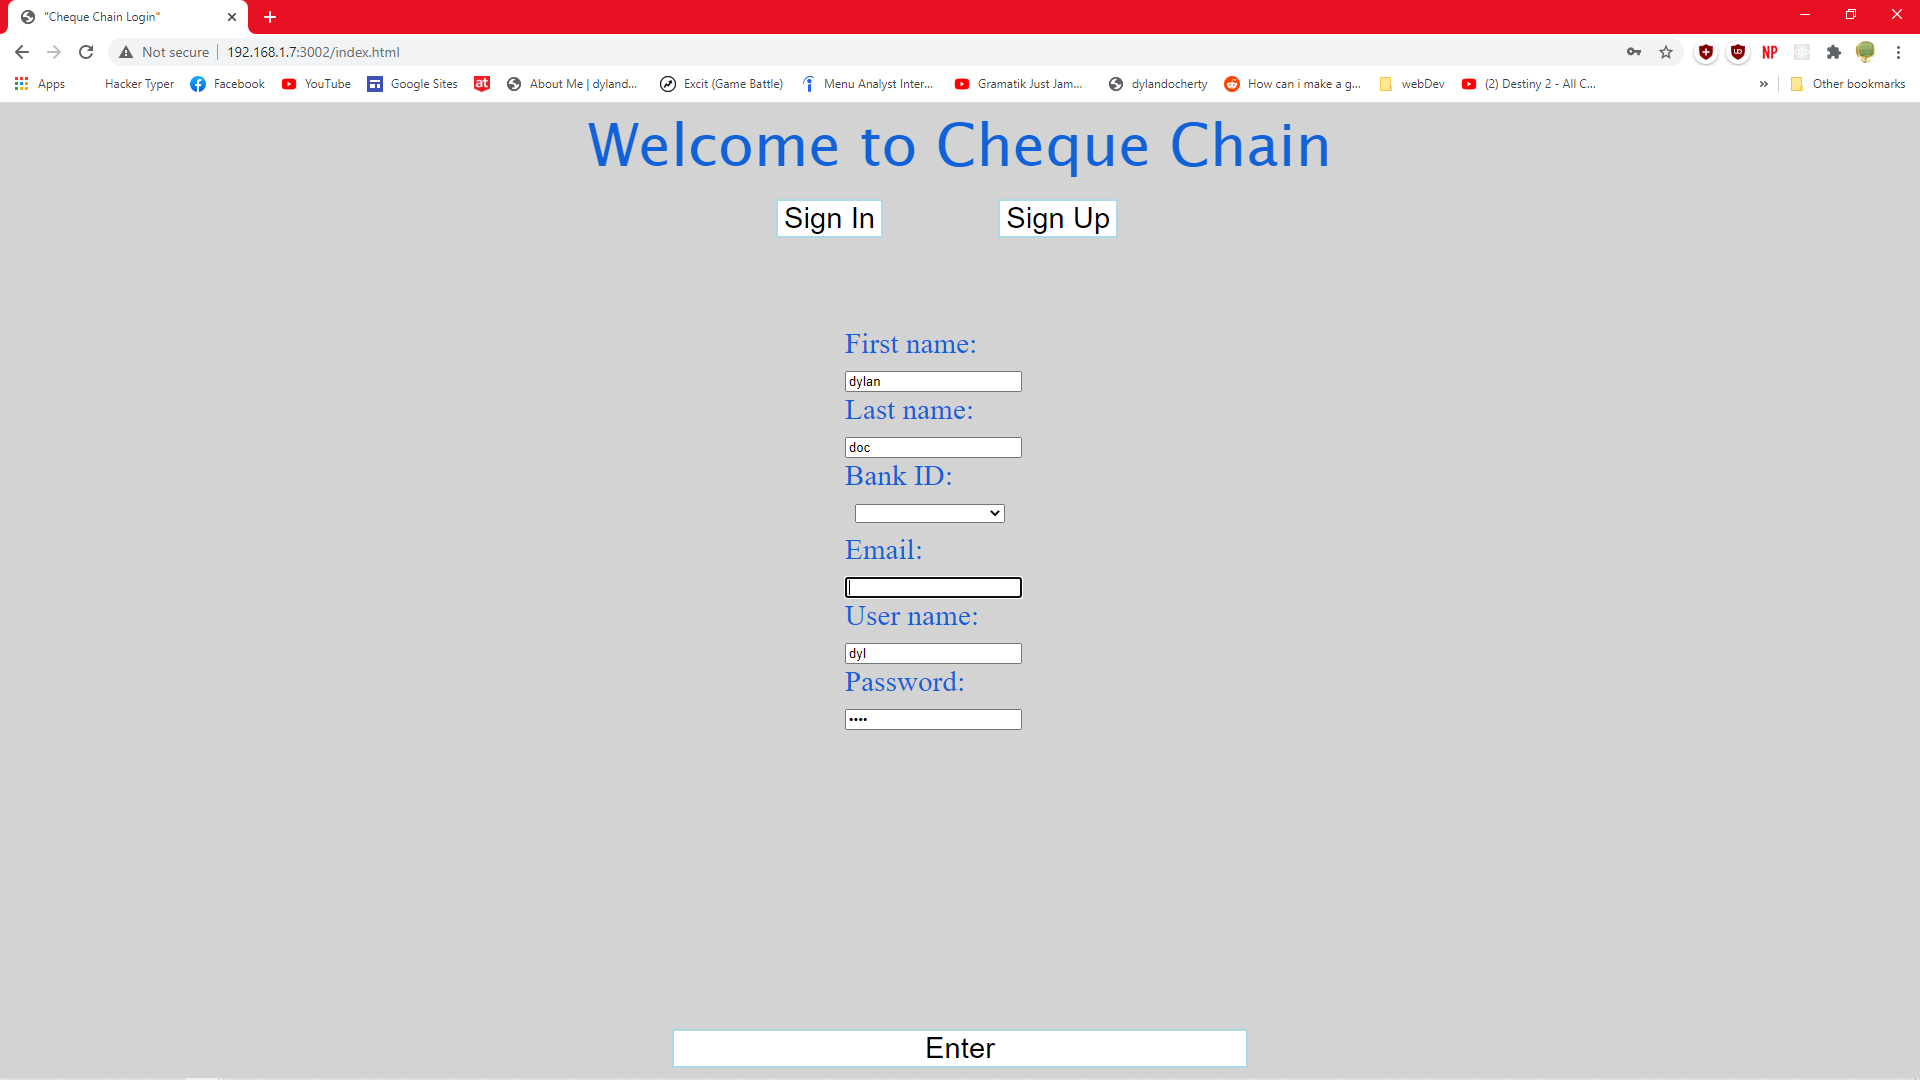 "Cheque Chain Login"
Not secure 192.168.1.7:3002/index.html NP
Apps Hacker Typer Facebook YouTube Google Sites at About Me | dyland... Excit (Game Battle) Menu Analyst Inter... Gramatik Just Jam... dylandocherty How can i make a g... webDev (2) Destiny 2 - All C... » Other bookmarks
Welcome to Cheque Chain
Sign In Sign Up
First name:
dylan
Last name:
doc
Bank ID:
Email:
User name:
dyl
Password:
••••
Enter